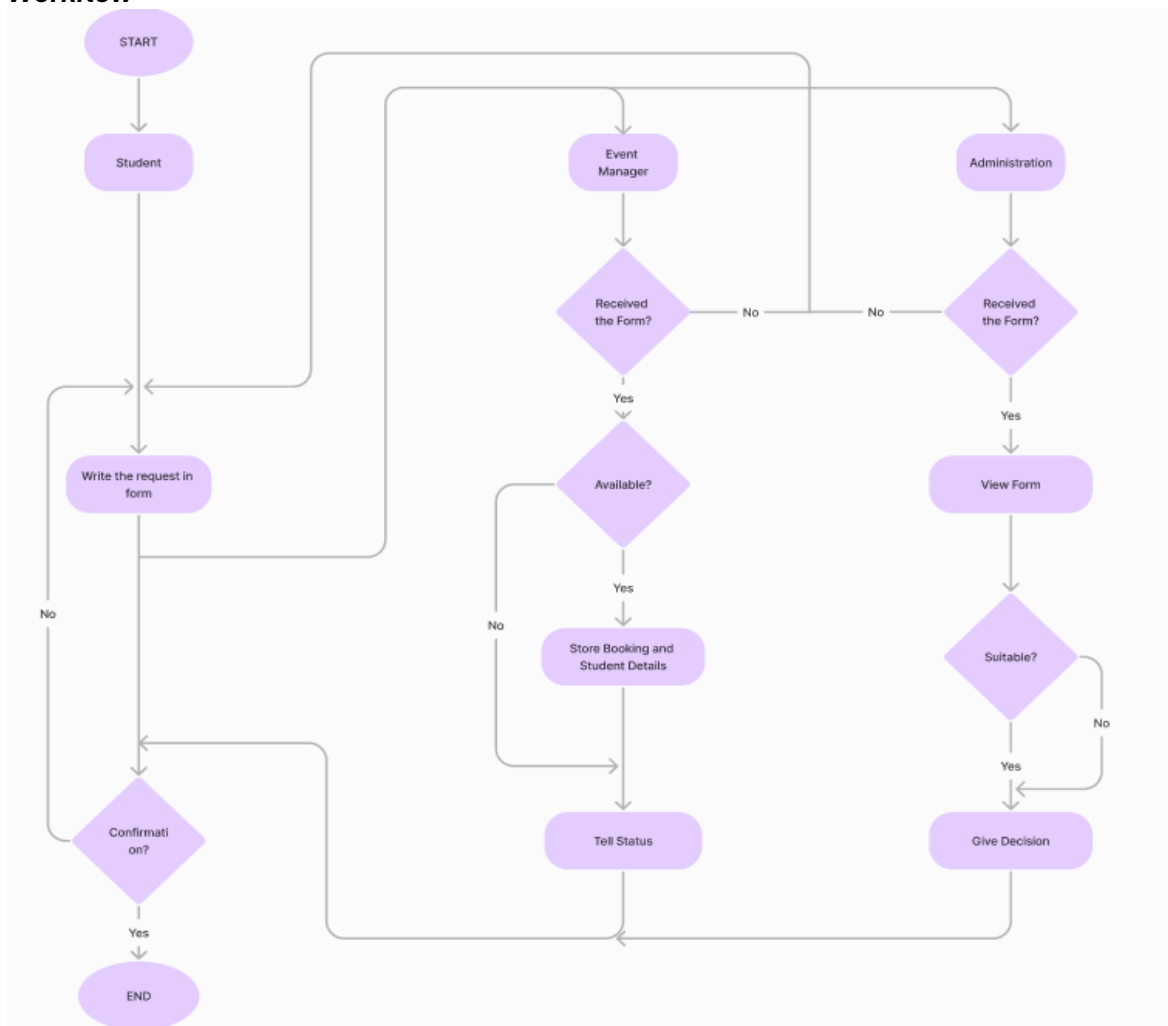 Workflow
START
Student
Event
Manager
Administration
Received
the Form?
No
No
Received
the Form?
Yes
Yes
Write the request in
form
Available?
View Form
Yes
No
No
Store Booking and
Student Details
Suitable?
No
Yes
Confirmati
on?
Tell Status
Give Decision
Yes
END